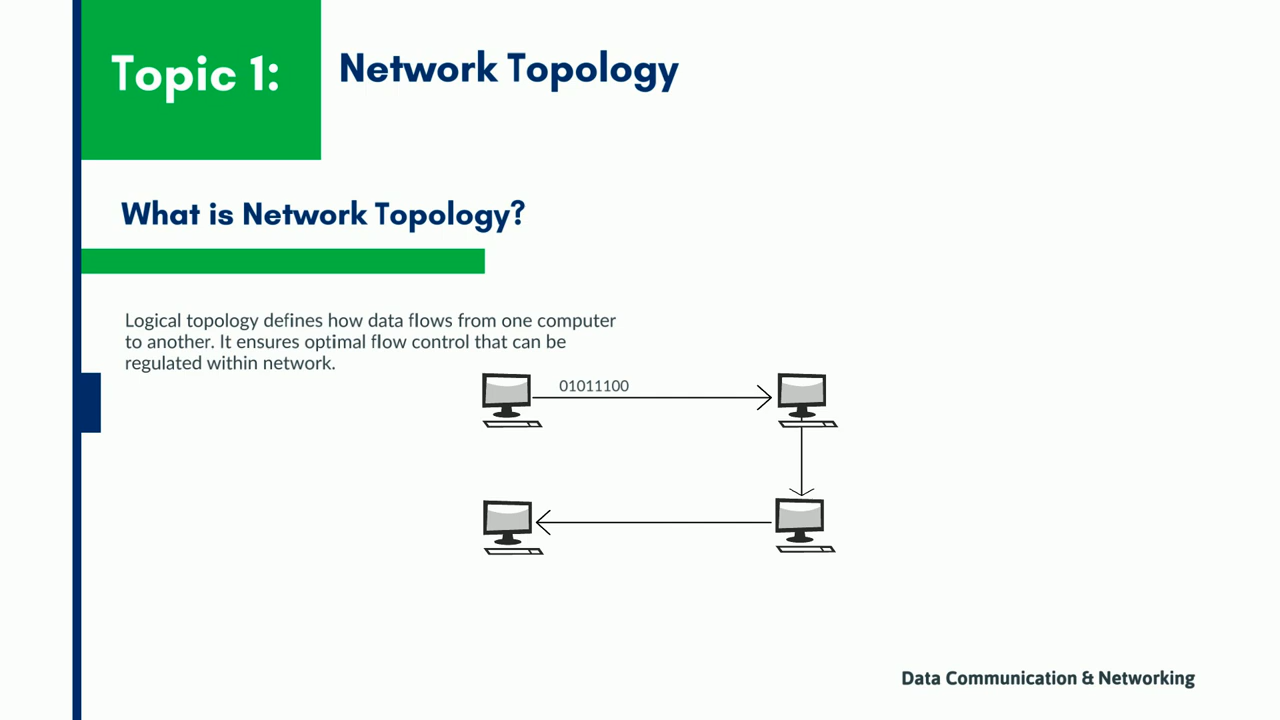 Topic 1:
Network Topology
What is Network Topology?
Logical topology defines how data flows from one computer
to another. It ensures optimal flow control that can be
regulated within network.
01011100
Data Communication & Networking